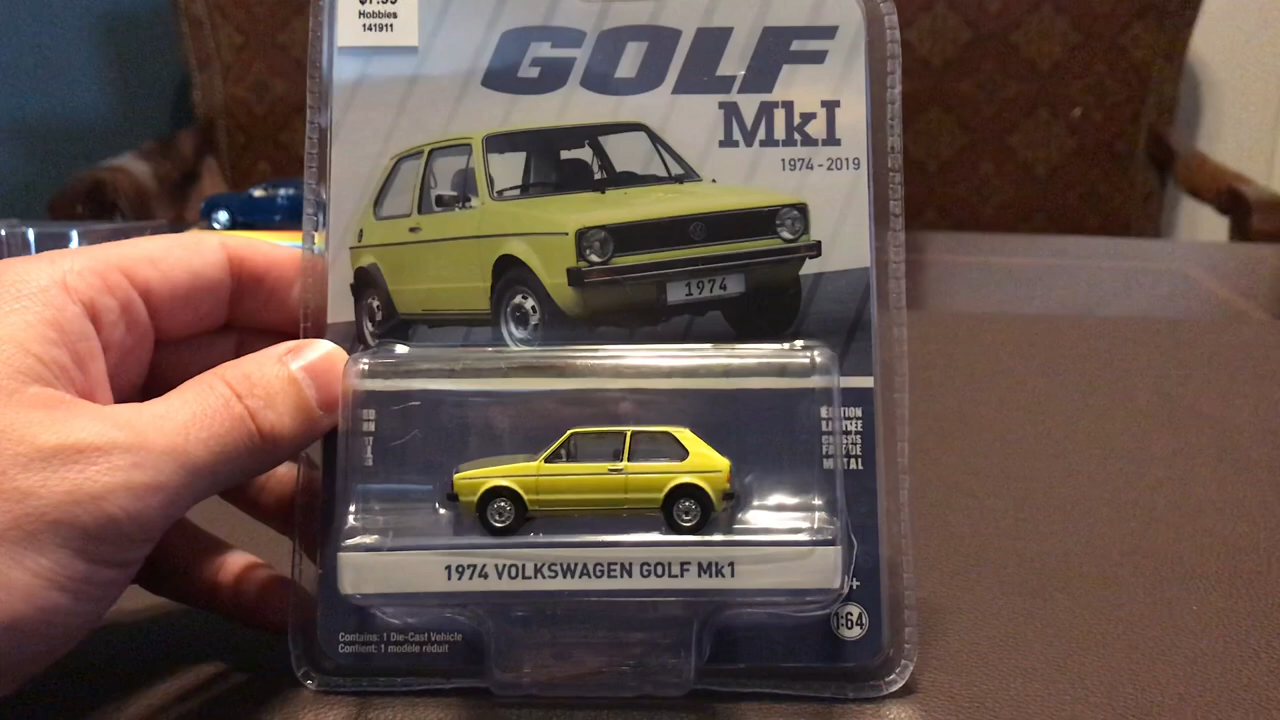 Hobbies
141911
GOLF
MkI
1974-2019
1974
ÉDITION
LIMITÉE
CHÂSSIS
FAIT DE
MÉTAL
1974 VOLKSWAGEN GOLF Mk1
1:64
Contains: 1 Die-Cast Vehicle
Contient: 1 modèle réduit